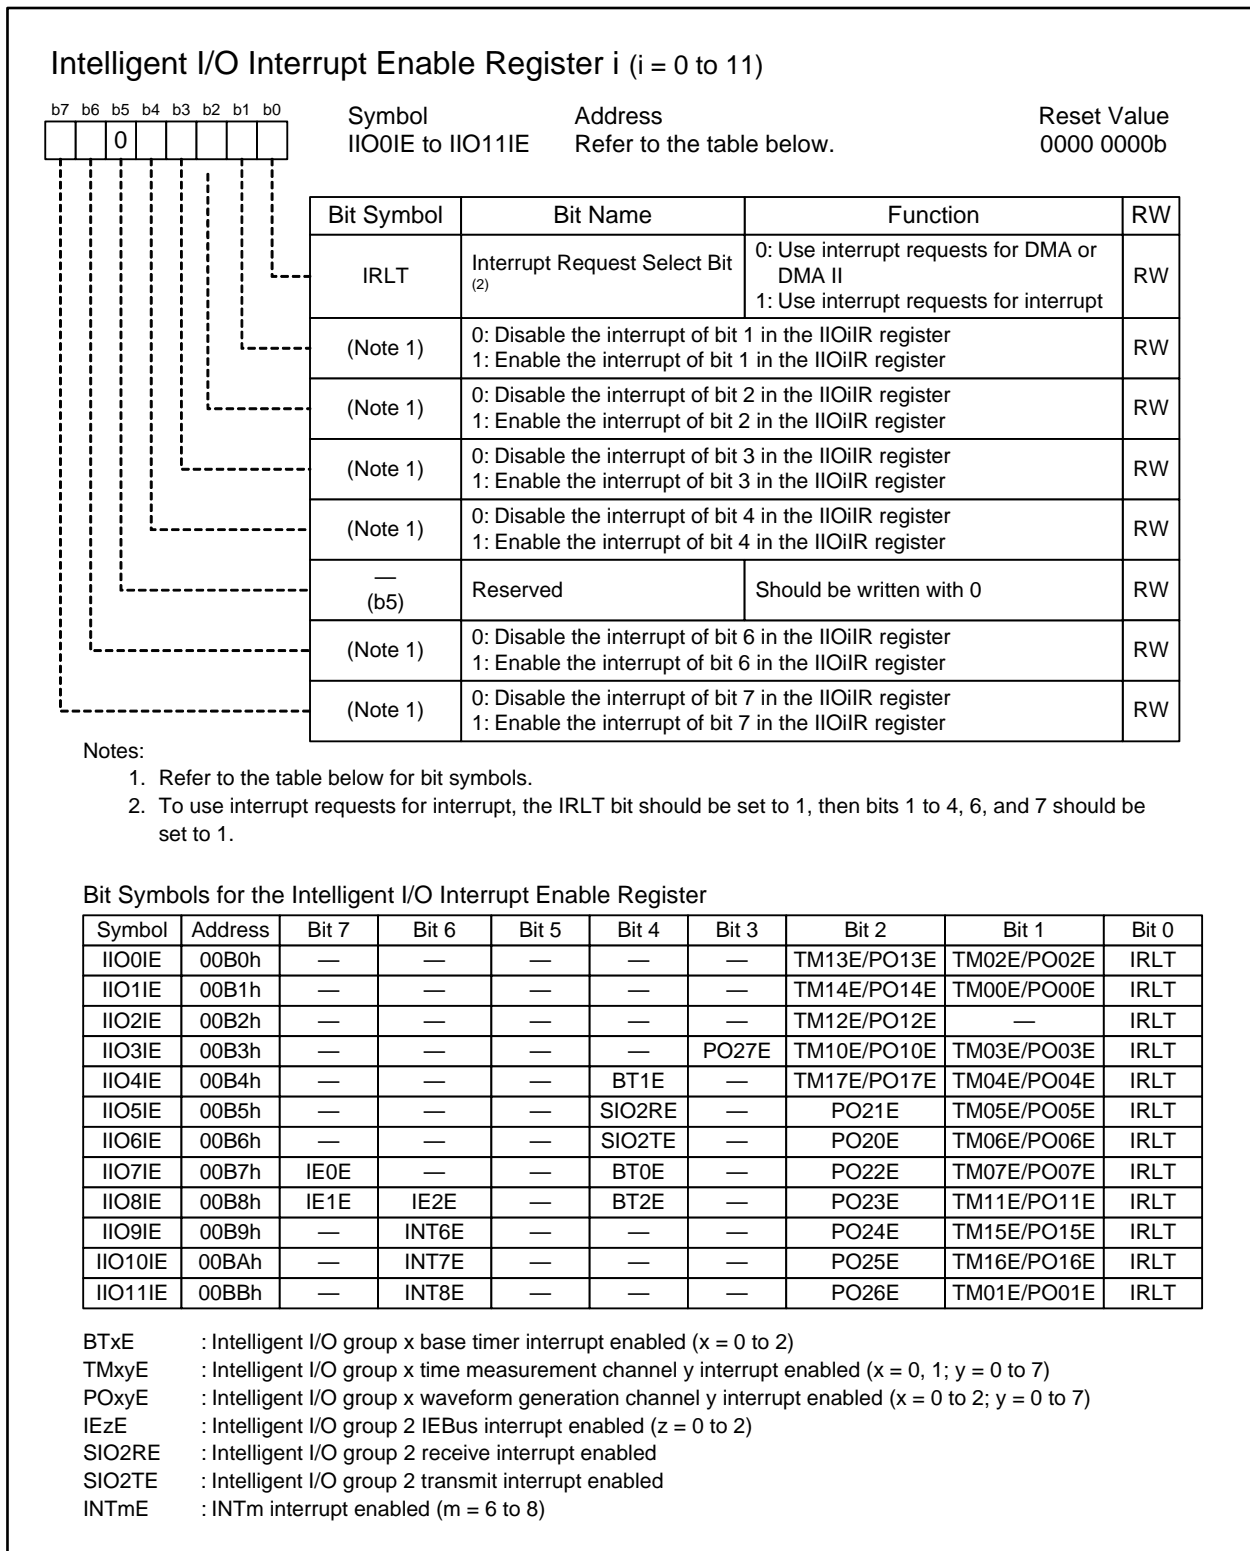 Intelligent I/O Interrupt Enable Register i (i = 0 to 11)
b7 b6 b5 b4 b3 b2 b1 b0
0
Symbol Address Reset Value
IIO0IE to IIO11IE Refer to the table below. 0000 0000b
Bit Symbol Bit Name Function RW
IRLT Interrupt Request Select Bit (2) 0: Use interrupt requests for DMA or DMA II 1: Use interrupt requests for interrupt RW
(Note 1) 0: Disable the interrupt of bit 1 in the IIOiIR register
1: Enable the interrupt of bit 1 in the IIOiIR register RW
(Note 1) 0: Disable the interrupt of bit 2 in the IIOiIR register
1: Enable the interrupt of bit 2 in the IIOiIR register RW
(Note 1) 0: Disable the interrupt of bit 3 in the IIOiIR register
1: Enable the interrupt of bit 3 in the IIOiIR register RW
(Note 1) 0: Disable the interrupt of bit 4 in the IIOiIR register
1: Enable the interrupt of bit 4 in the IIOiIR register RW
— (b5) Reserved Should be written with 0 RW
(Note 1) 0: Disable the interrupt of bit 6 in the IIOiIR register
1: Enable the interrupt of bit 6 in the IIOiIR register RW
(Note 1) 0: Disable the interrupt of bit 7 in the IIOiIR register
1: Enable the interrupt of bit 7 in the IIOiIR register RW
Notes:
1. Refer to the table below for bit symbols.
2. To use interrupt requests for interrupt, the IRLT bit should be set to 1, then bits 1 to 4, 6, and 7 should be
set to 1.
Bit Symbols for the Intelligent I/O Interrupt Enable Register
Symbol Address Bit 7 Bit 6 Bit 5 Bit 4 Bit 3 Bit 2 Bit 1 Bit 0
IIO0IE 00B0h — — — — — TM13E/PO13E TM02E/PO02E IRLT
IIO1IE 00B1h — — — — — TM14E/PO14E TM00E/PO00E IRLT
IIO2IE 00B2h — — — — — TM12E/PO12E — IRLT
IIO3IE 00B3h — — — — PO27E TM10E/PO10E TM03E/PO03E IRLT
IIO4IE 00B4h — — — BT1E — TM17E/PO17E TM04E/PO04E IRLT
IIO5IE 00B5h — — — SIO2RE — PO21E TM05E/PO05E IRLT
IIO6IE 00B6h — — — SIO2TE — PO20E TM06E/PO06E IRLT
IIO7IE 00B7h IE0E — — BT0E — PO22E TM07E/PO07E IRLT
IIO8IE 00B8h IE1E IE2E — BT2E — PO23E TM11E/PO11E IRLT
IIO9IE 00B9h — INT6E — — — PO24E TM15E/PO15E IRLT
IIO10IE 00BAh — INT7E — — — PO25E TM16E/PO16E IRLT
IIO11IE 00BBh — INT8E — — — PO26E TM01E/PO01E IRLT
BTxE : Intelligent I/O group x base timer interrupt enabled (x = 0 to 2)
TMxyE : Intelligent I/O group x time measurement channel y interrupt enabled (x = 0, 1; y = 0 to 7)
POxyE : Intelligent I/O group x waveform generation channel y interrupt enabled (x = 0 to 2; y = 0 to 7)
IEzE : Intelligent I/O group 2 IEBus interrupt enabled (z = 0 to 2)
SIO2RE : Intelligent I/O group 2 receive interrupt enabled
SIO2TE : Intelligent I/O group 2 transmit interrupt enabled
INTmE : INTm interrupt enabled (m = 6 to 8)